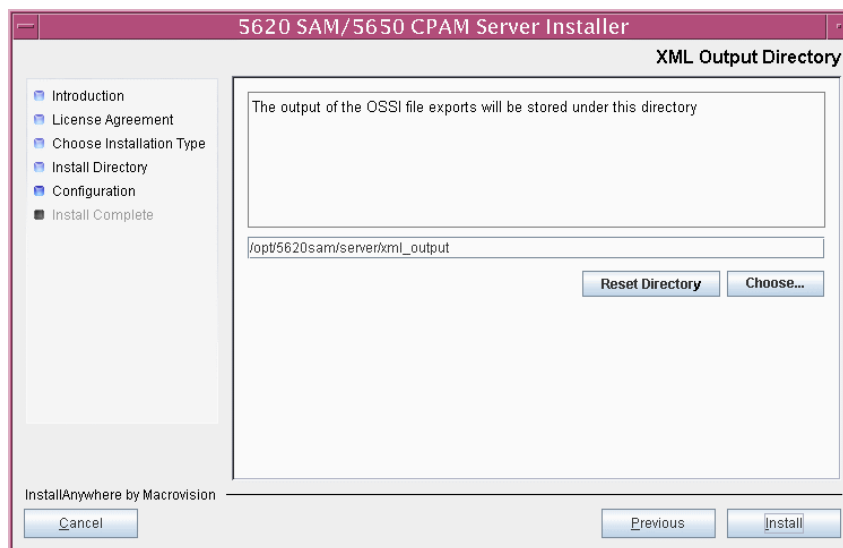 5620 SAM/5650 CPAM Server Installer
XML Output Directory
Introduction
License Agreement
Choose Installation Type
Install Directory
Configuration
Install Complete
The output of the OSSI file exports will be stored under this directory
/opt/5620sam/server/xml_output
Reset Directory
Choose...
InstallAnywhere by Macrovision
Cancel
Previous
Install